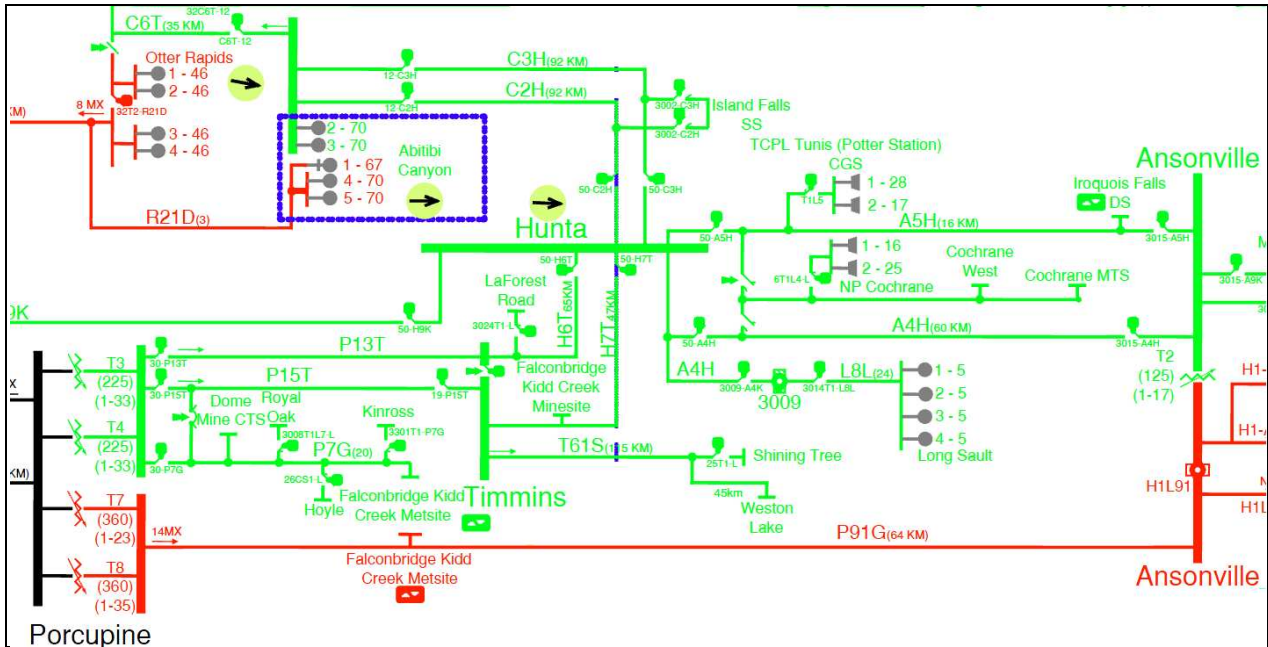 32C6T-12
C6T(35 KM)
C6T-12
Otter Rapids
1 - 46
2 - 46
32T2-R21D
8 MX
KM)
3 - 46
4 - 46
R21D(3)
C3H(92 KM)
12-C3H
C2H(92 KM)
12-C2H
3002-C3H
3002-C2H
Island Falls
SS
2 - 70
3 - 70
Abitibi
Canyon
1 - 67
4 - 70
5 - 70
50-C2H
50-C3H
TCPL Tunis (Potter Station)
CGS
1 - 28
2 - 17
T1L5
Ansonville
Iroquois Falls
DS
Hunta
50-A5H
A5H(16 KM)
3015-A5H
50-H6T
50-H7T
1 - 16
2 - 25
6T1L4-L
NP Cochrane
Cochrane
West
Cochrane MTS
M
3015-A9K
9K
50-H9K
LaForest
Road
3024T1-L
H6T65KM
H7T47KM
50-A4H
A4H(60 KM)
3015-A4H
T3
(225)
(1-33)
30-P13T
P13T
P15T
30-P15T
19-P15T
Dome
Mine CTS
Royal
Oak
3008T1L7-L
Kinross
3301T1-P7G
Falconbridge
Kidd Creek
Minesite
A4H
3009-A4K
3009
3014T1-L8L
L8L(24)
1 - 5
2 - 5
3 - 5
4 - 5
Long Sault
T2
(125)
(1-17)
H1-
H1-A
T4
(225)
(1-33)
30-P7G
P7G(20)
26CS1-L
Hoyle
Falconbridge Kidd
Creek Metsite
Timmins
T61S(115 KM)
25T1-L
Shining Tree
45km
Weston
Lake
H1L91
N
H1L
X
KM)
T7
(360)
(1-23)
14MX
P91G(64 KM)
T8
(360)
(1-35)
Falconbridge Kidd
Creek Metsite
Ansonville
Porcupine